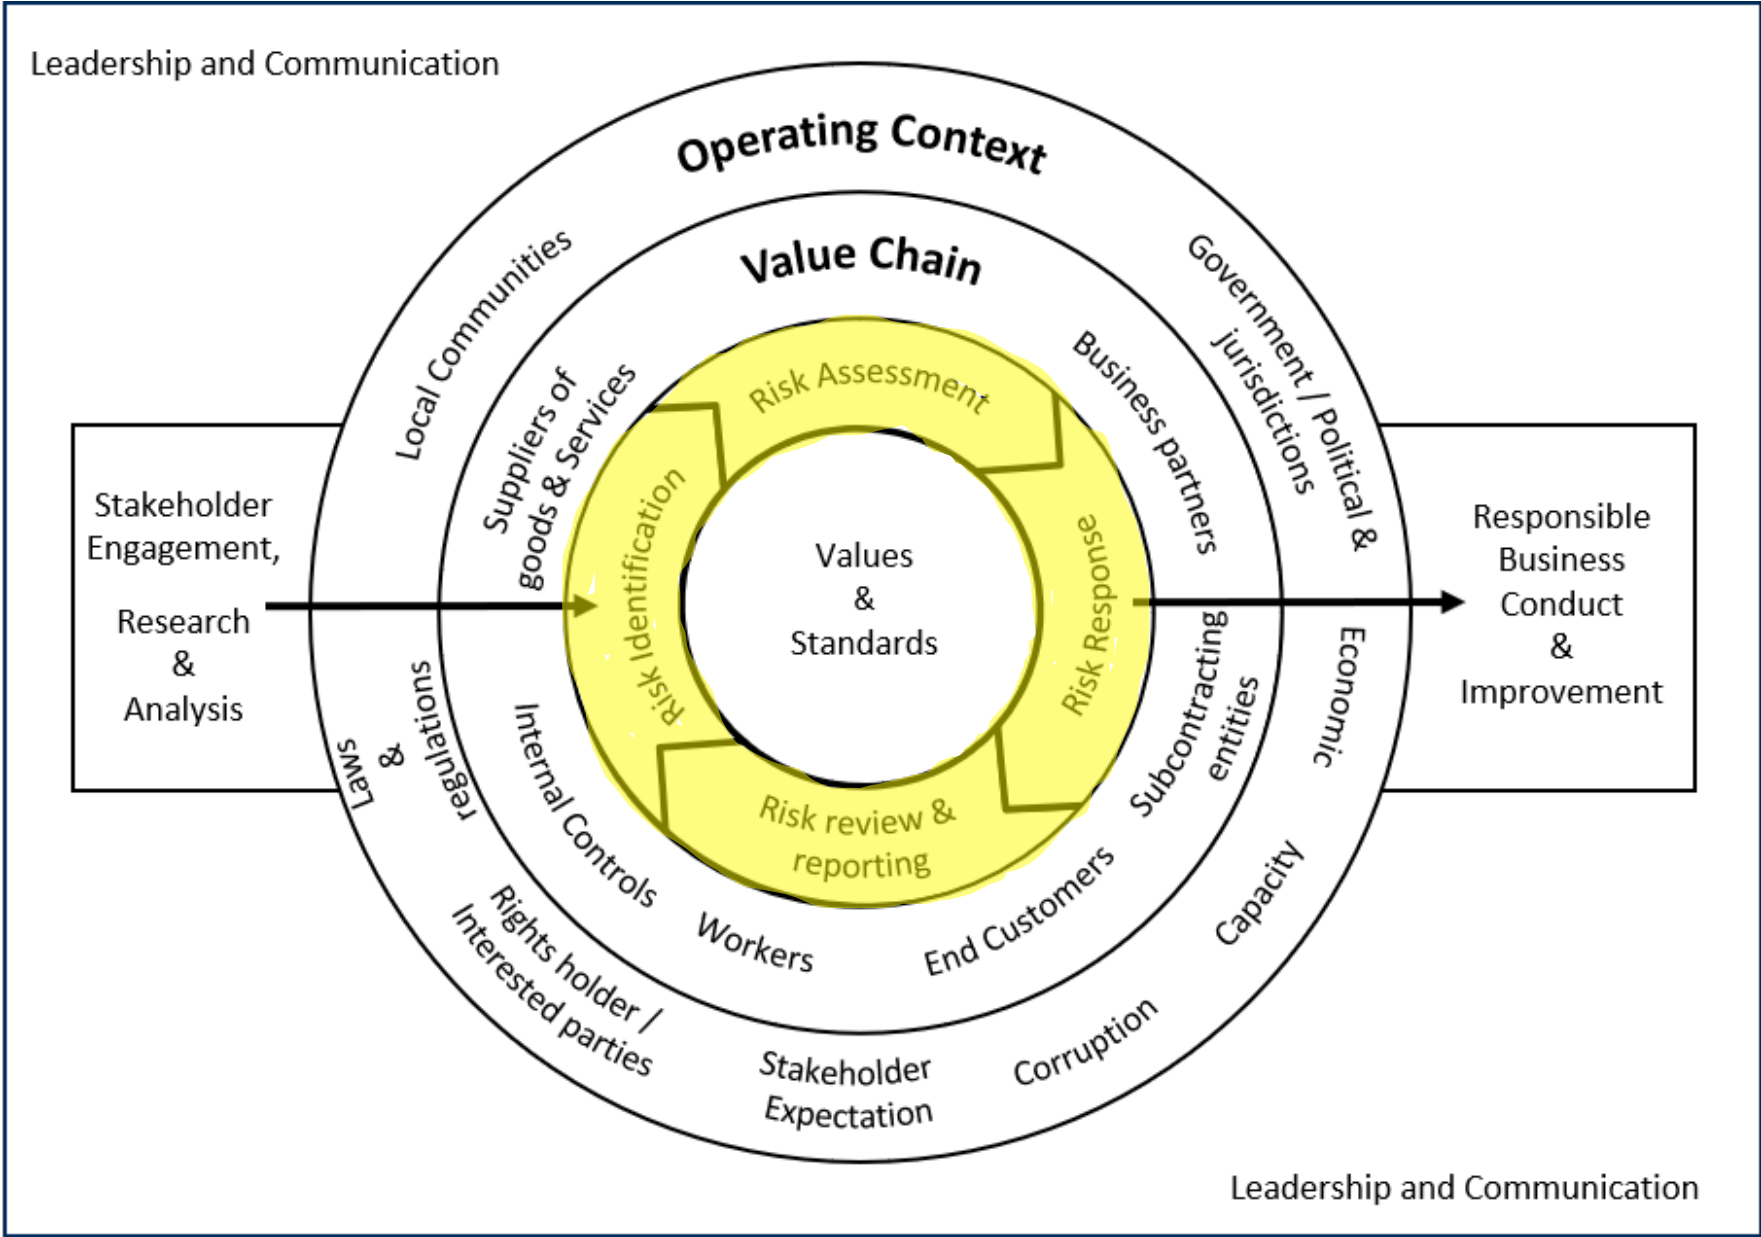 Leadership and Communication
Operating Context
Value Chain
Local Communities
Government / Political &
jurisdictions
Suppliers of
goods & Services
Business partners
Risk Assessment
Risk Identification
Risk Response
Risk review &
reporting
Values
&
Standards
Stakeholder
Engagement,
Research
&
Analysis
Responsible
Business
Conduct
&
Improvement
Laws
&
regulations
Internal Controls
Workers
End Customers
Subcontracting
entities
Economic
Capacity
Corruption
Stakeholder
Expectation
Rights holder /
Interested parties
Leadership and Communication